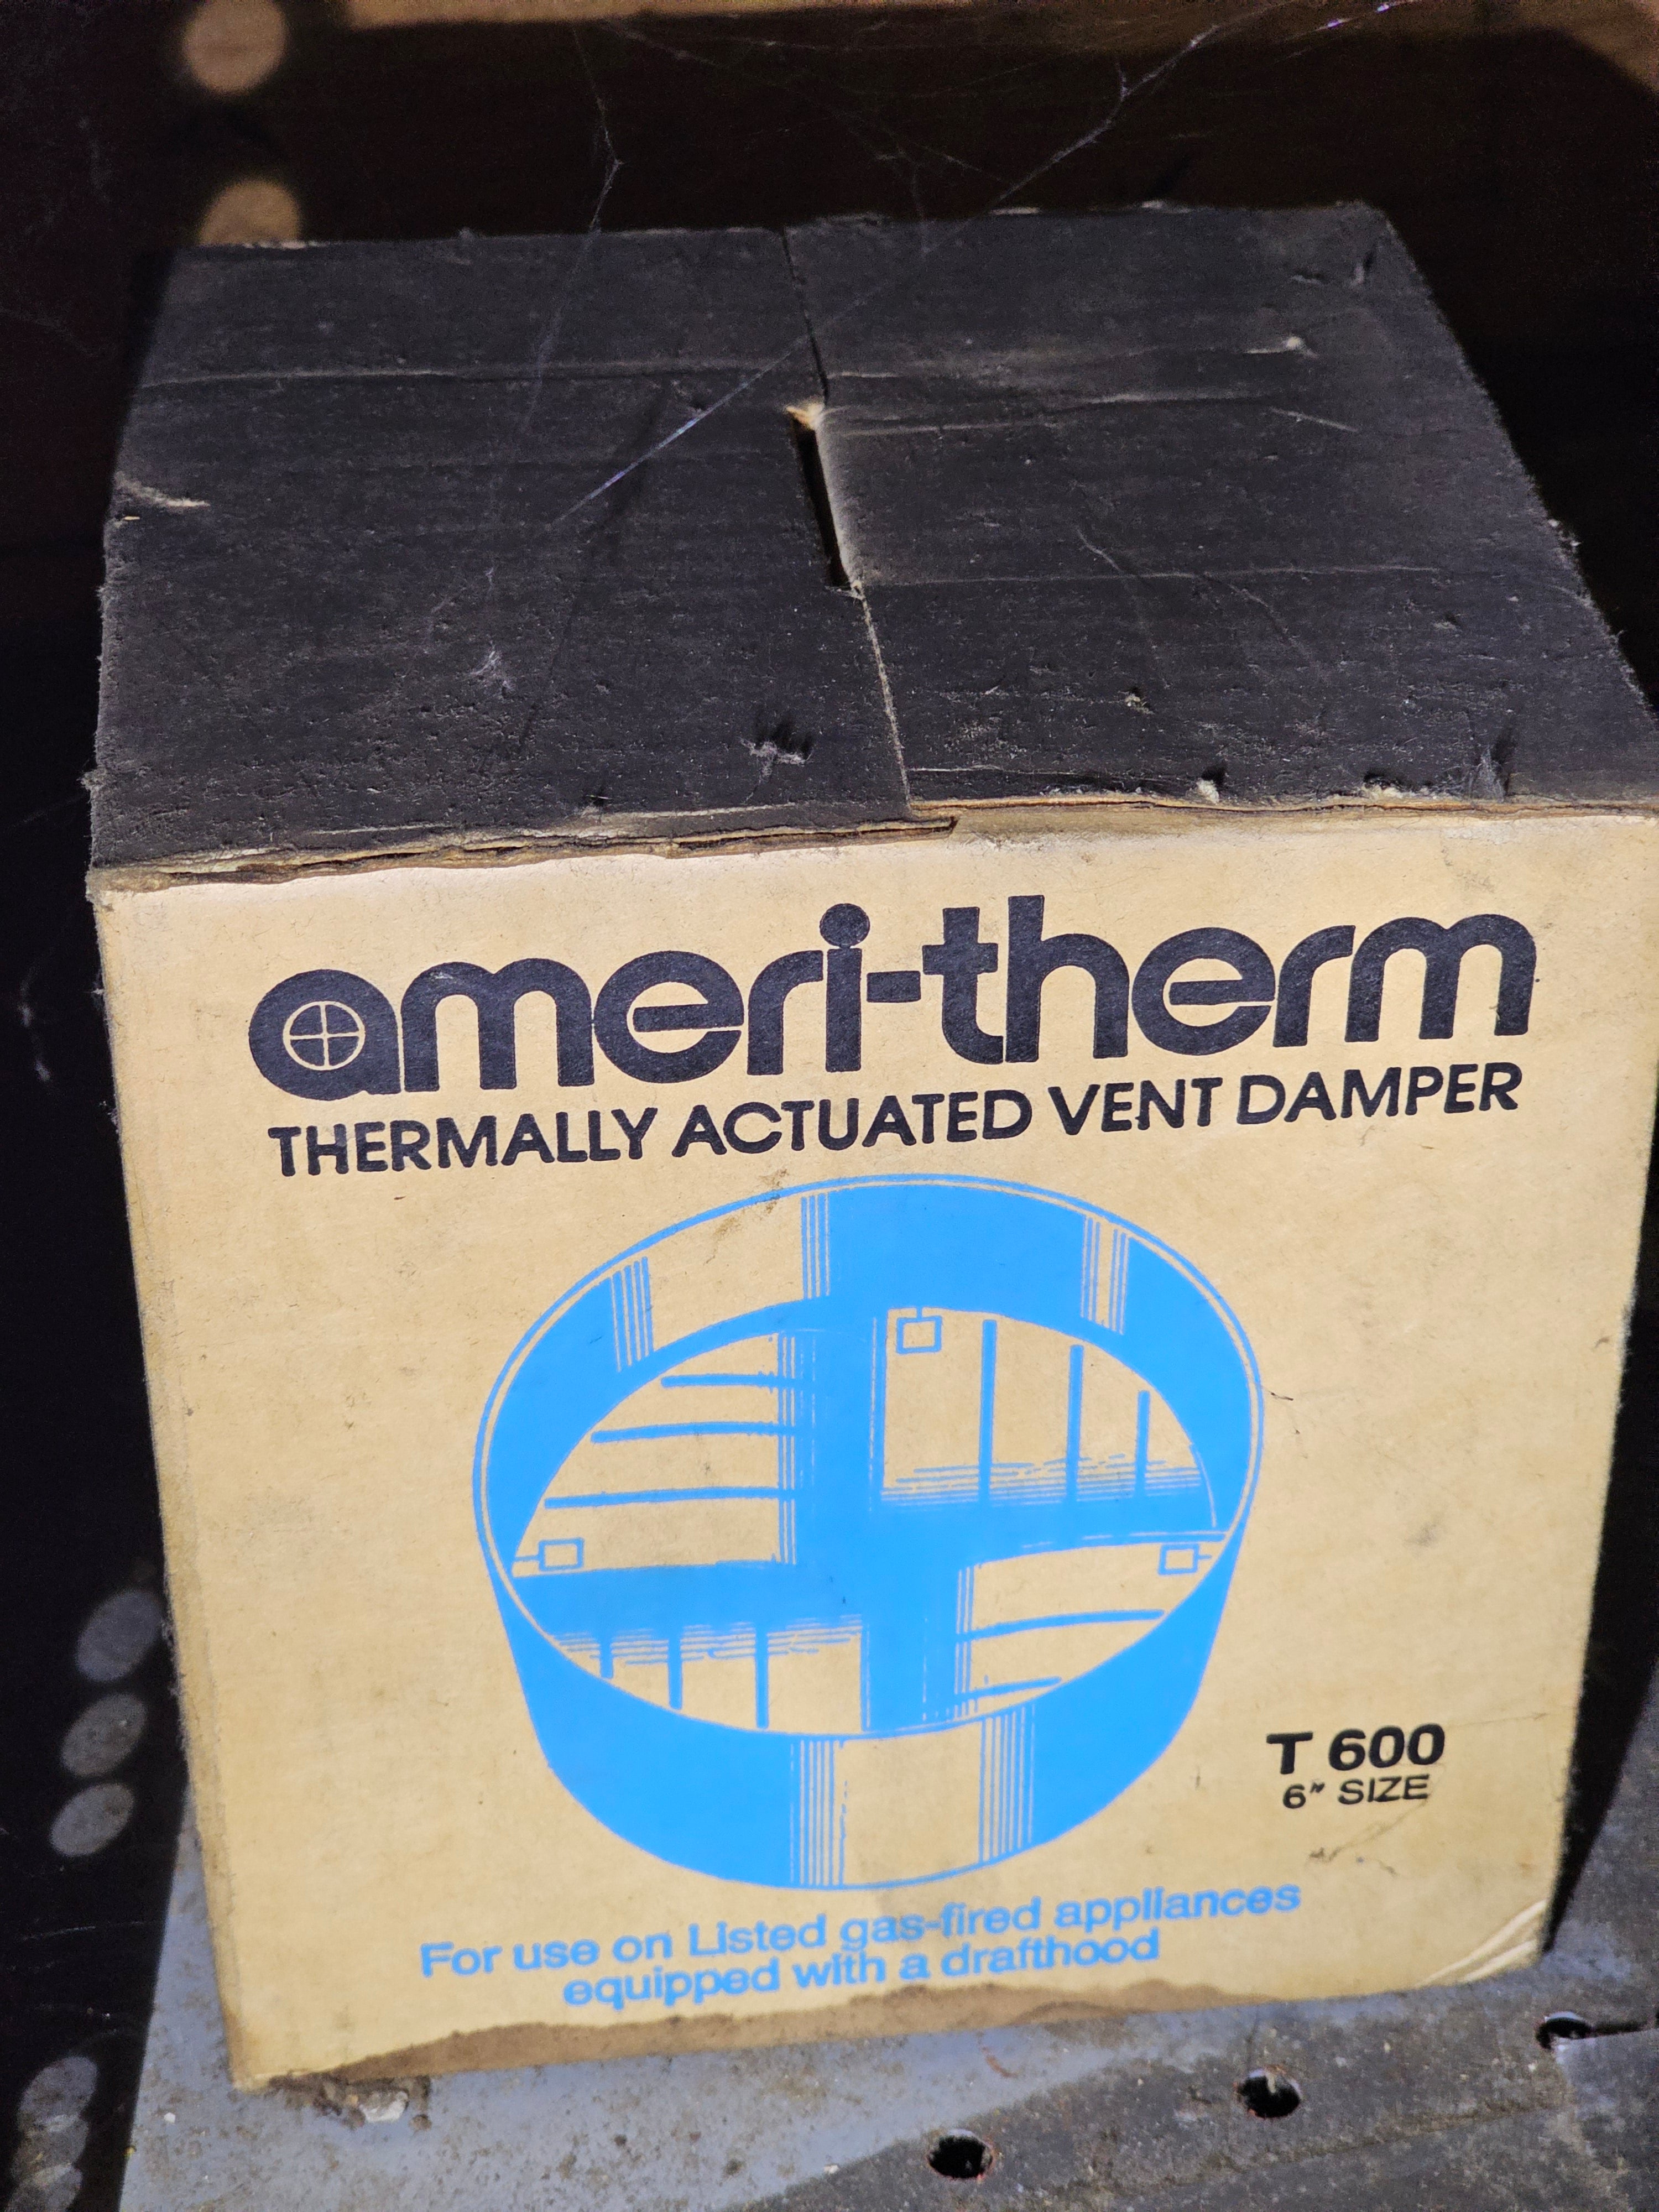 ameri-therm
THERMALLY ACTUATED VENT DAMPER
T 600
6" SIZE
For use on Listed gas-fired appliances
equipped with a drafthood